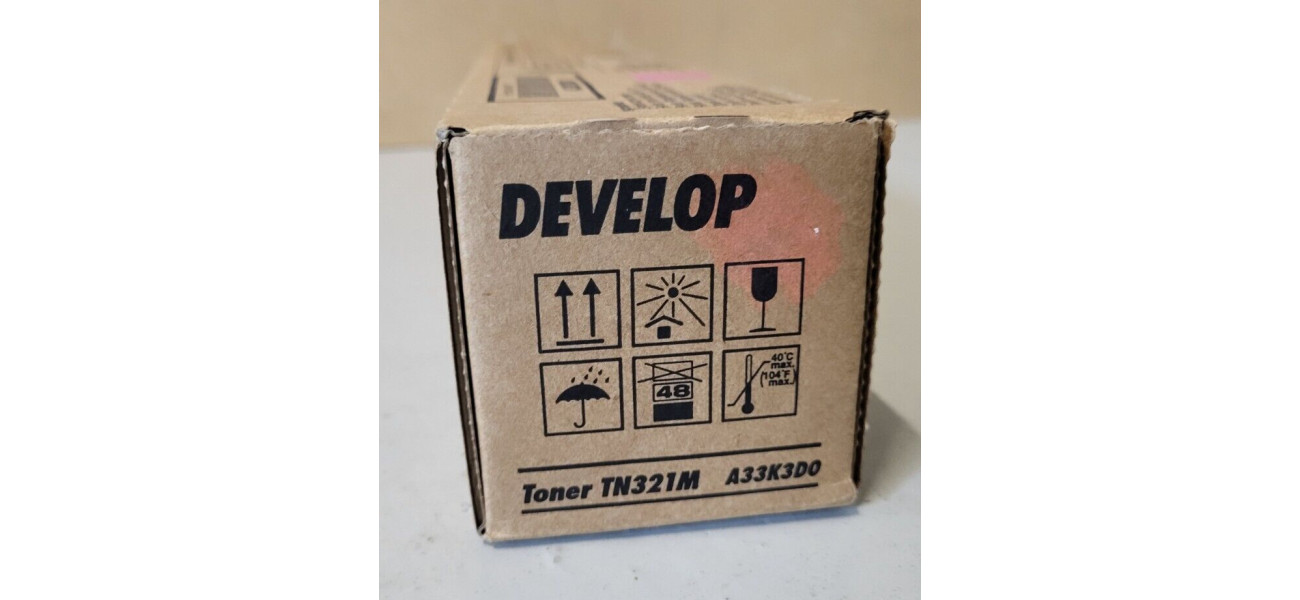 DEVELOP
48
40°C
max.
(104°F
max.)
Toner TN321M A33K3D0